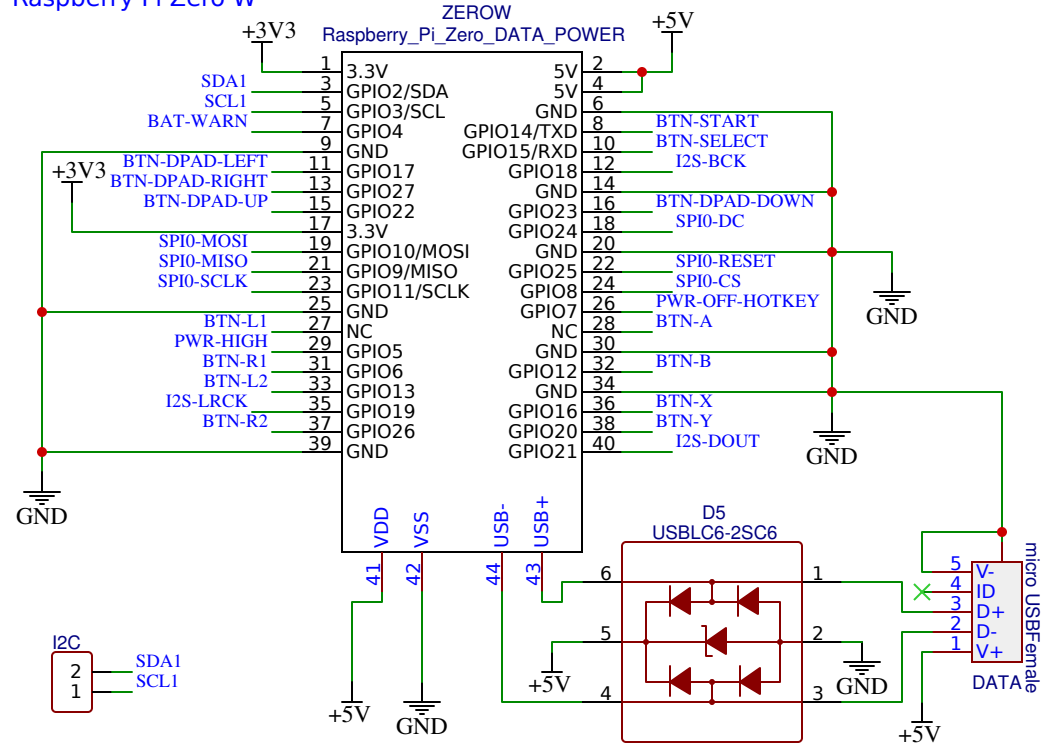 Raspberry Pi Zero W
ZEROW
Raspberry_Pi_Zero_DATA_POWER
+3V3
+5V
1 3.3V 5V 2
SDA1 3 GPIO2/SDA 5V 4
SCL1 5 GPIO3/SCL GND 6
BAT-WARN 7 GPIO4 GPIO14/TXD 8 BTN-START
9 GND GPIO15/RXD 10 BTN-SELECT
BTN-DPAD-LEFT 11 GPIO17 GPIO18 12 I2S-BCK
+3V3
BTN-DPAD-RIGHT 13 GPIO27 GND 14
BTN-DPAD-UP 15 GPIO22 GPIO23 16 BTN-DPAD-DOWN
17 3.3V GPIO24 18 SPI0-DC
SPI0-MOSI 19 GPIO10/MOSI GND 20
SPI0-MISO 21 GPIO9/MISO GPIO25 22 SPI0-RESET
SPI0-SCLK 23 GPIO11/SCLK GPIO8 24 SPI0-CS
25 GND GPIO7 26 PWR-OFF-HOTKEY
GND
BTN-L1 27 NC NC 28 BTN-A
PWR-HIGH 29 GPIO5 GND 30
BTN-R1 31 GPIO6 GPIO12 32 BTN-B
BTN-L2 33 GPIO13 GND 34
I2S-LRCK 35 GPIO19 GPIO16 36 BTN-X
BTN-R2 37 GPIO26 GPIO20 38 BTN-Y
39 GND GPIO21 40 I2S-DOUT
GND
GND
VDD VSS USB- USB+
41 42 44 43
D5
USBLC6-2SC6
6 1
5 2
4 3
+5V
GND
micro USBFemale
5 V-
4 ID
3 D+
2 D-
1 V+
DATA
+5V
I2C
2 SDA1
1 SCL1
+5V
GND